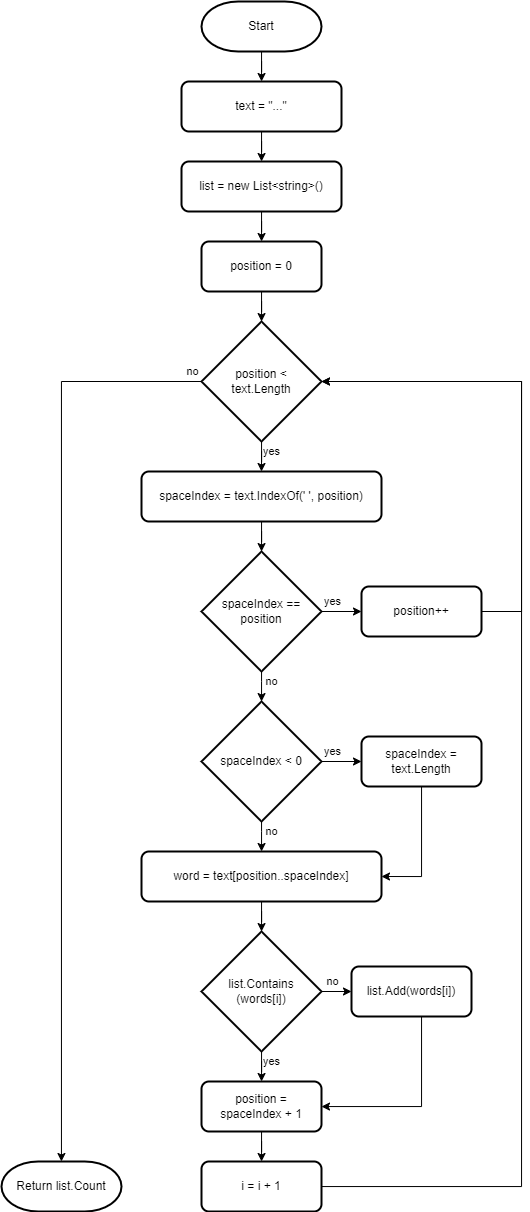 Start
text = "..."
list = new List<string>()
position = 0
position <
text.Length
no
yes
spaceIndex = text.IndexOf(' ', position)
spaceIndex ==
position
yes
position++
no
spaceIndex < 0
yes
spaceIndex =
text.Length
no
word = text[position..spaceIndex]
list.Contains
(words[i])
no
list.Add(words[i])
yes
position =
spaceIndex + 1
Return list.Count
i = i + 1